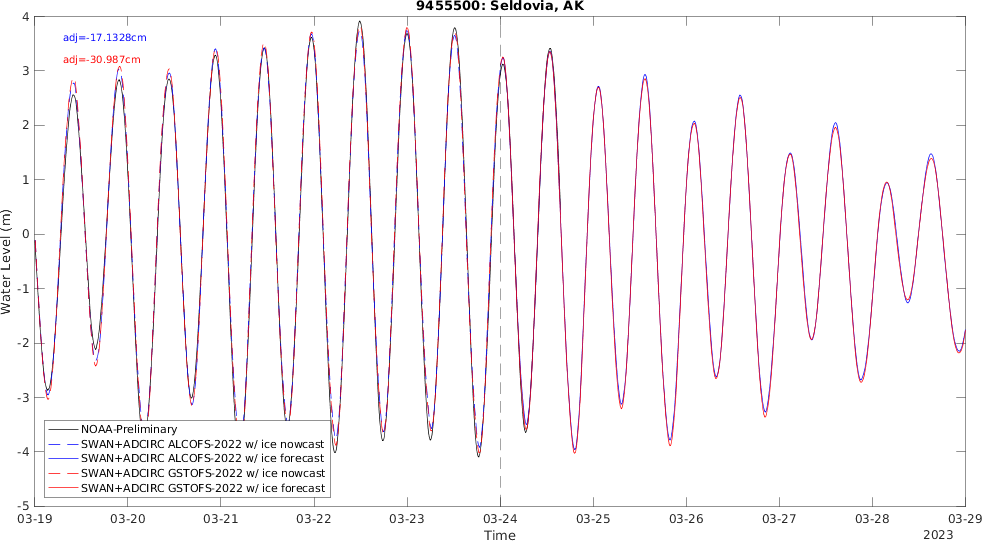 9455500: Seldovia, AK
adj=-17.1328cm
adj=-30.987cm
Water Level (m)
4
3
2
1
0
-1
-2
-3
-4
-5
NOAA-Preliminary
SWAN+ADCIRC ALCOFS-2022 w/ ice nowcast
SWAN+ADCIRC ALCOFS-2022 w/ ice forecast
SWAN+ADCIRC GSTOFS-2022 w/ ice nowcast
SWAN+ADCIRC GSTOFS-2022 w/ ice forecast
03-19 03-20 03-21 03-22 03-23 03-24 03-25 03-26 03-27 03-28 03-29
Time
2023